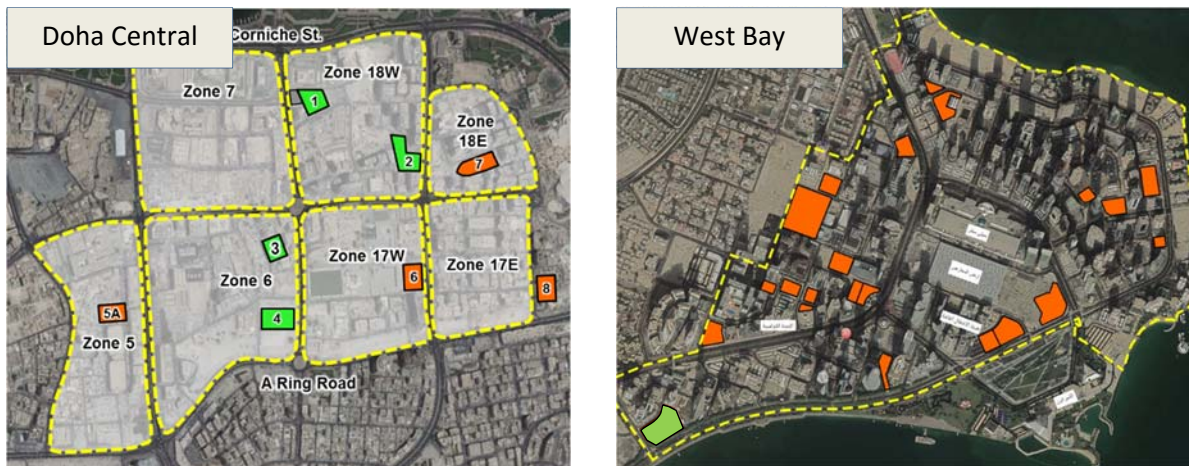 Doha Central
Corniche St.
Zone 7
Zone 18W
1
Zone
18E
2
7
3
Zone 6
Zone 17W
6
Zone 17E
8
5A
4
Zone 5
A Ring Road
West Bay